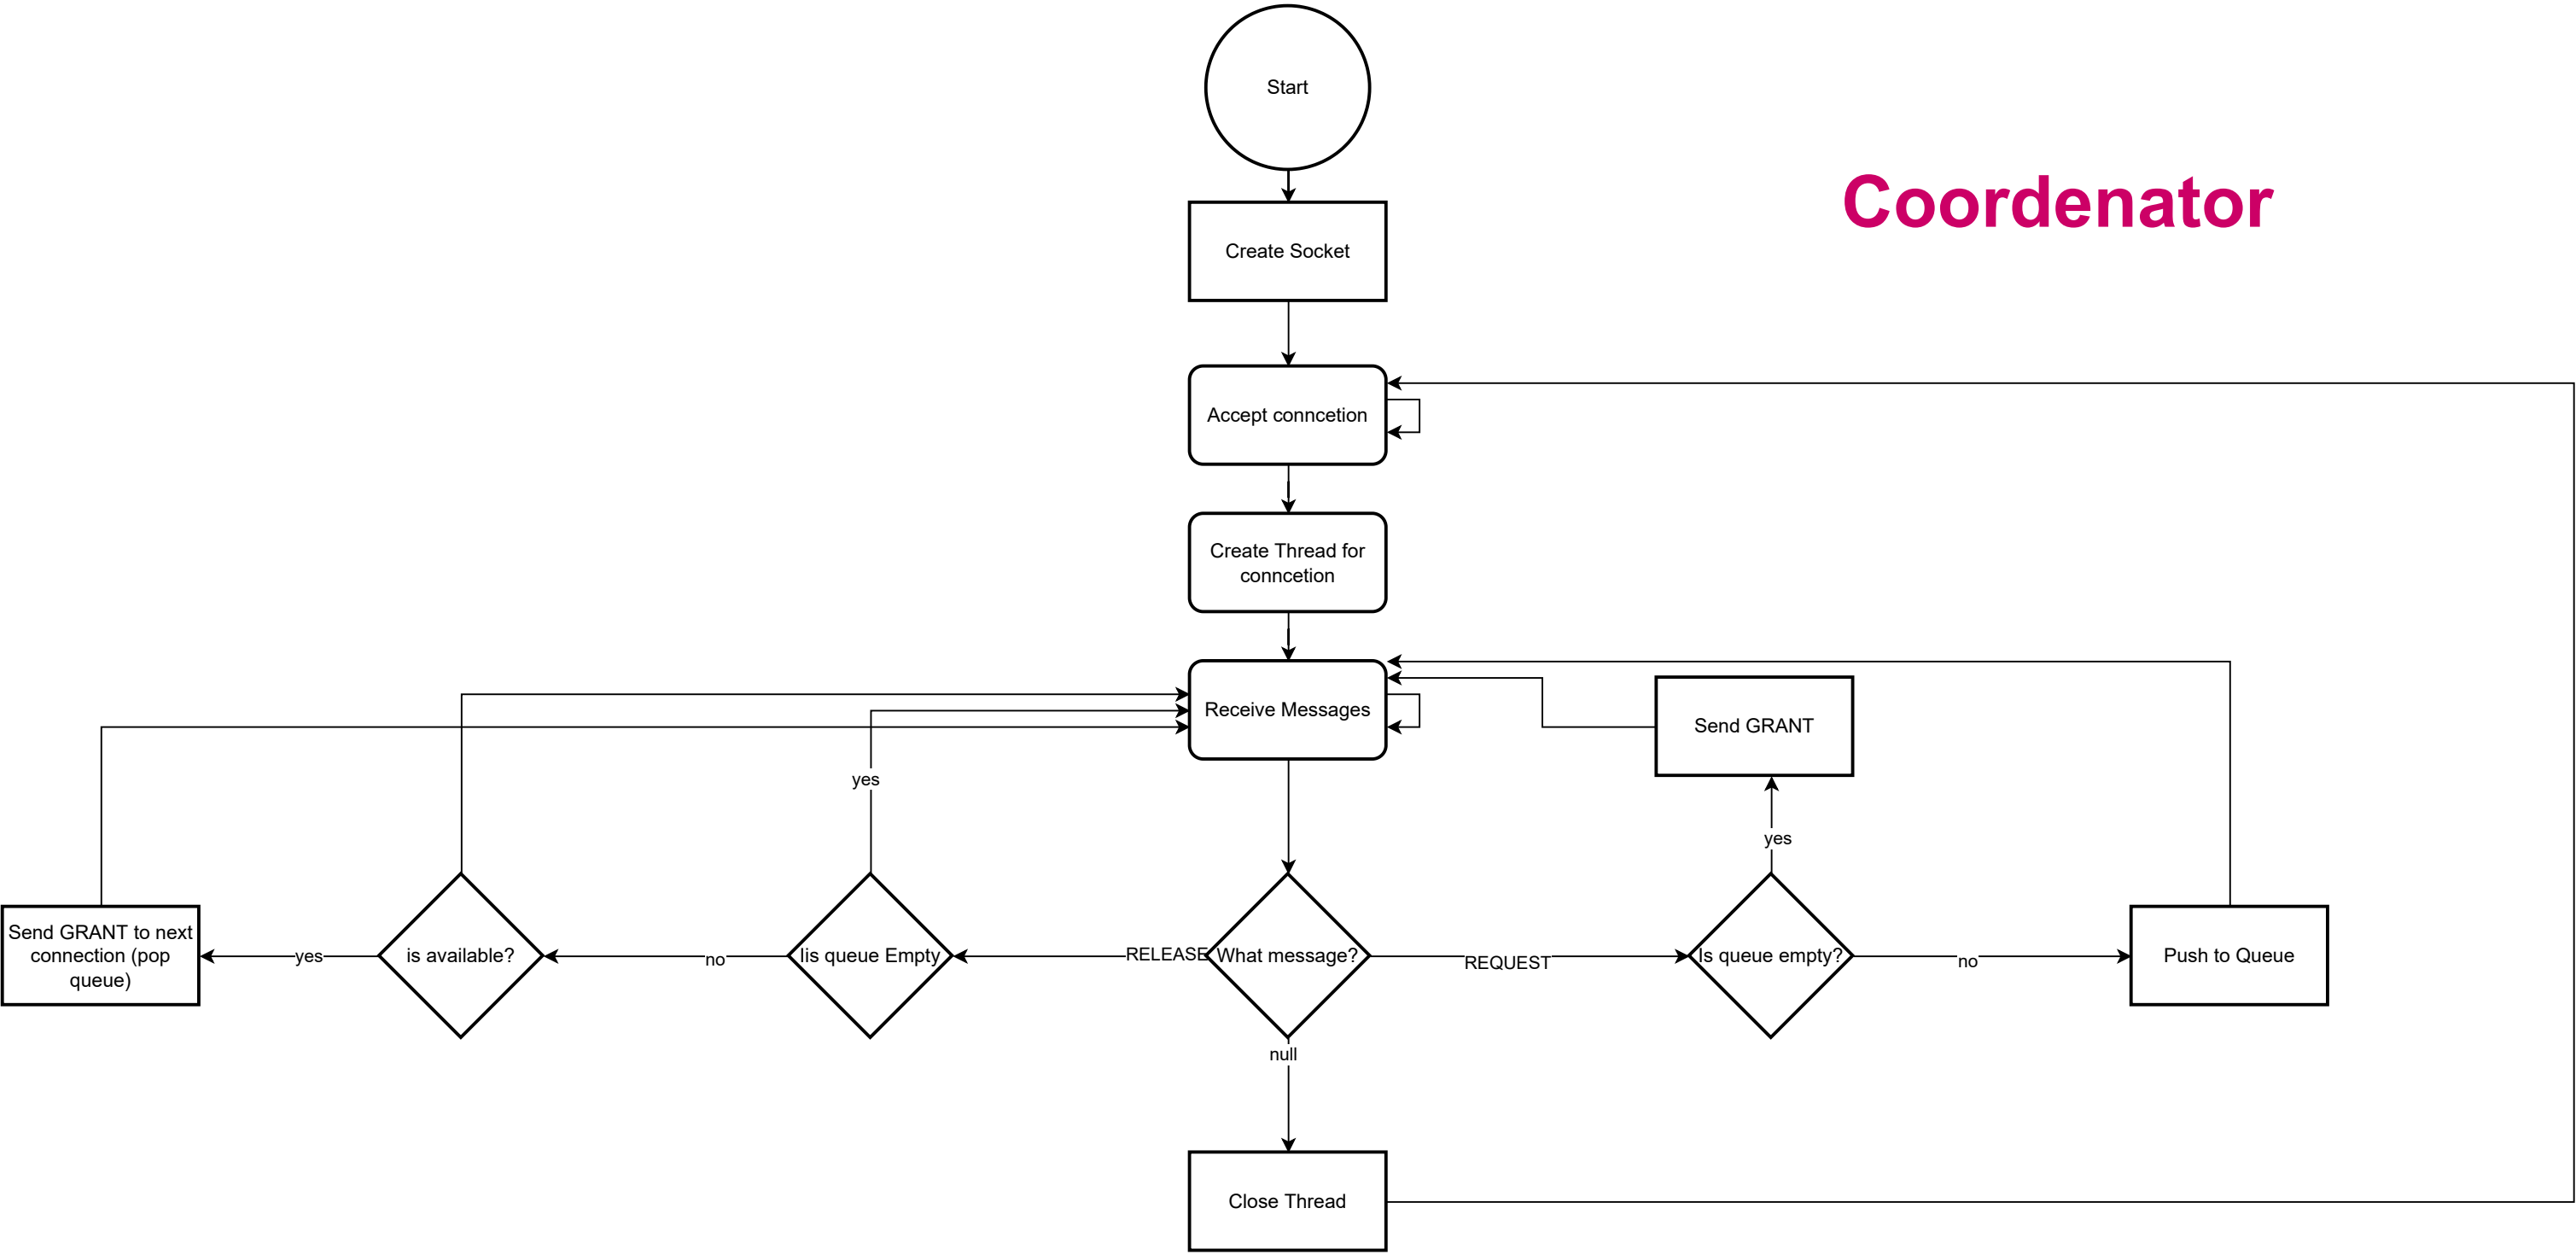 Start
Coordenator
Create Socket
Accept conncetion
Create Thread for
conncetion
Receive Messages
Send GRANT
yes
yes
Send GRANT to next
connection (pop
queue)
yes
is available?
no
Iis queue Empty
RELEASE
What message?
REQUEST
Is queue empty?
no
Push to Queue
null
Close Thread